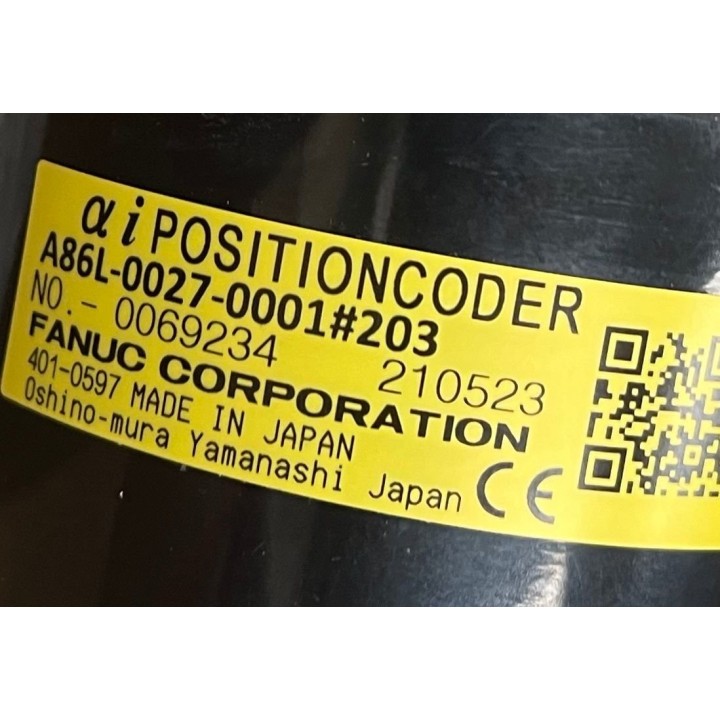 αi POSITIONCODER
A86L-0027-0001#203
NO.- 0069234 210523
FANUC CORPORATION
401-0597 MADE IN JAPAN
Oshino-mura Yamanashi Japan CE